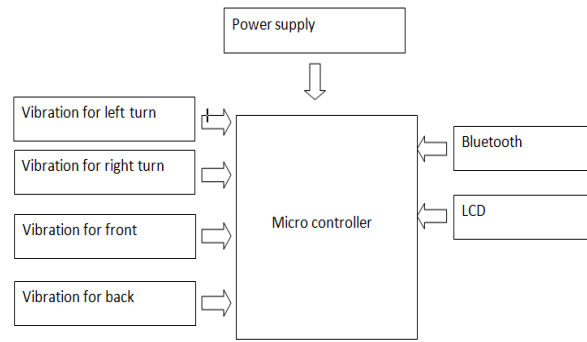 Power supply
Vibration for left turn
Vibration for right turn
Vibration for front
Vibration for back
Micro controller
Bluetooth
LCD